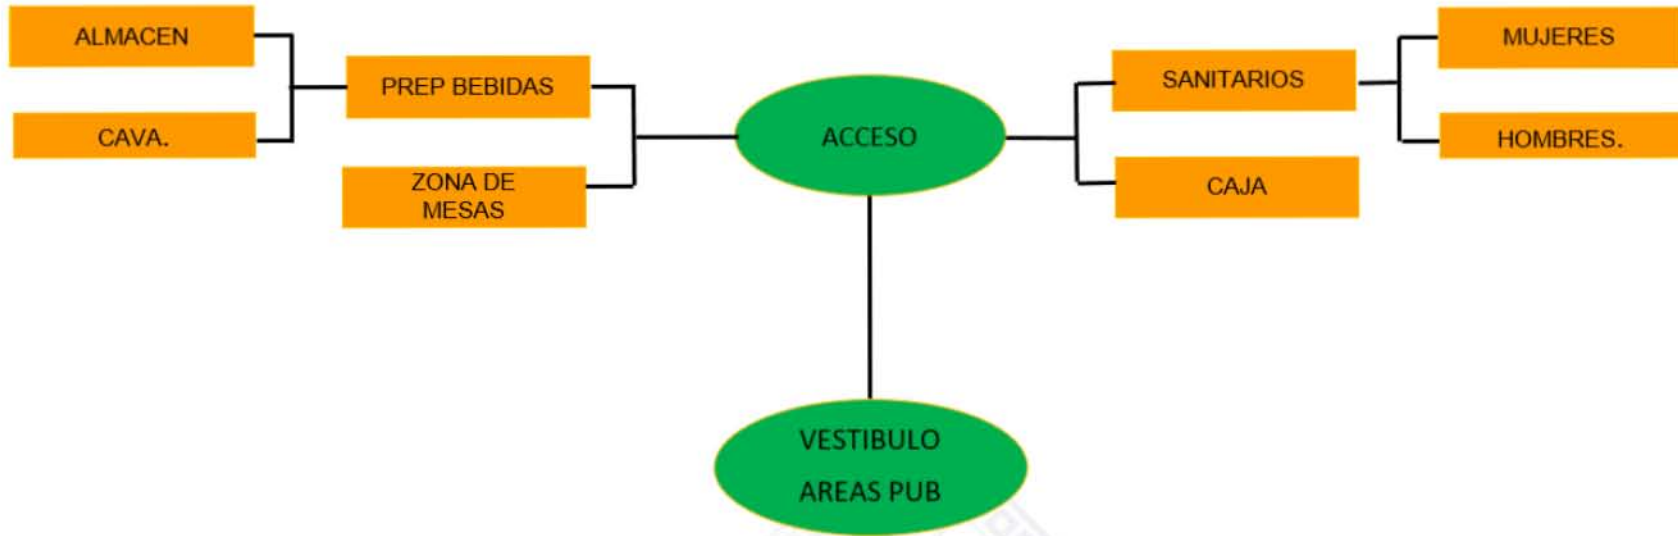 ALMACEN
CAVA.
PREP BEBIDAS
ZONA DE
MESAS
ACCESO
SANITARIOS
CAJA
MUJERES
HOMBRES.
VESTIBULO
AREAS PUB